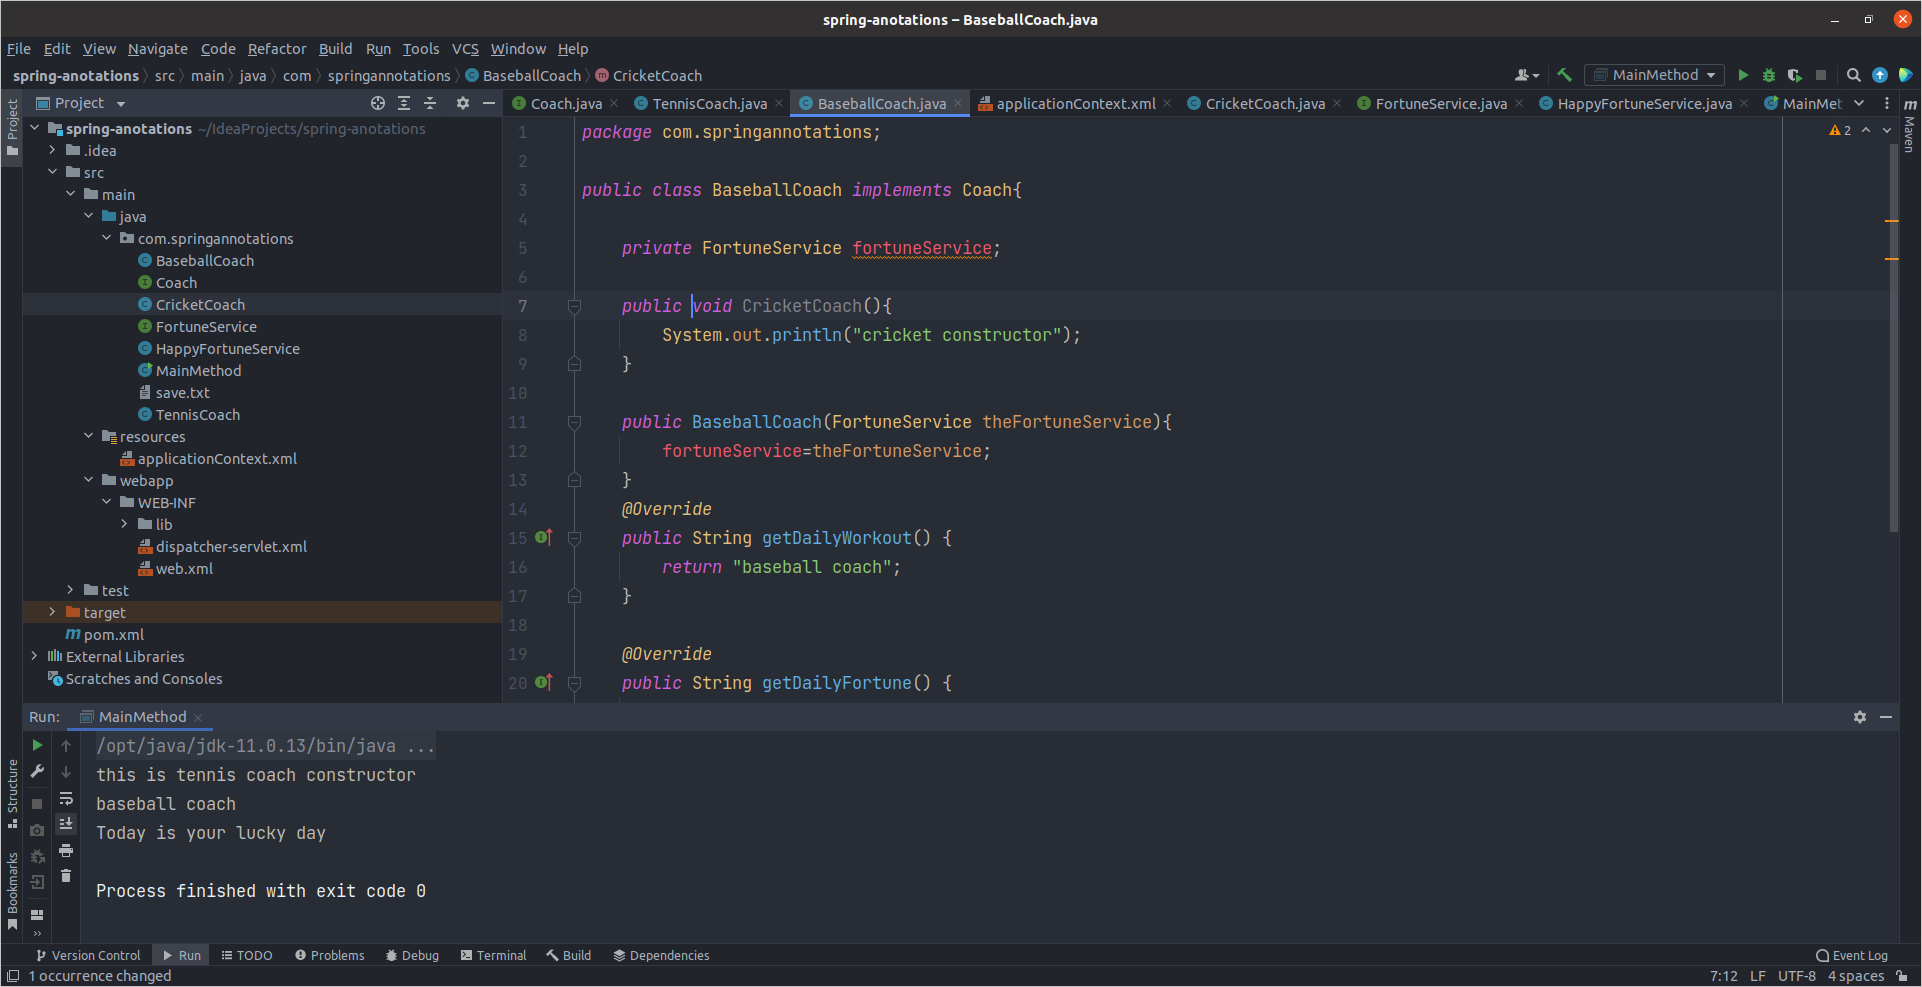 spring-anotations – BaseballCoach.java
File Edit View Navigate Code Refactor Build Run Tools VCS Window Help
spring-anotations src main java com springannotations BaseballCoach CricketCoach
MainMethod
Project
Coach.java TennisCoach.java BaseballCoach.java applicationContext.xml CricketCoach.java FortuneService.java HappyFortuneService.java MainMet
Project
Maven
spring-anotations ~/IdeaProjects/spring-anotations
.idea
src
main
java
com.springannotations
BaseballCoach
Coach
CricketCoach
FortuneService
HappyFortuneService
MainMethod
save.txt
TennisCoach
resources
applicationContext.xml
webapp
WEB-INF
lib
dispatcher-servlet.xml
web.xml
test
target
pom.xml
External Libraries
Scratches and Consoles
2
1 package com.springannotations;
2
3 public class BaseballCoach implements Coach{
4
5 private FortuneService fortuneService;
6
7 public void CricketCoach(){
8 System.out.println("cricket constructor");
9 }
10
11 public BaseballCoach(FortuneService theFortuneService){
12 fortuneService=theFortuneService;
13 }
14 @Override
15 public String getDailyWorkout() {
16 return "baseball coach";
17 }
18
19 @Override
20 public String getDailyFortune() {
Run: MainMethod
/opt/java/jdk-11.0.13/bin/java ...
this is tennis coach constructor
baseball coach
Today is your lucky day
Process finished with exit code 0
Structure
Bookmarks
Version Control Run TODO Problems Debug Terminal Build Dependencies Event Log
1 occurrence changed 7:12 LF UTF-8 4 spaces